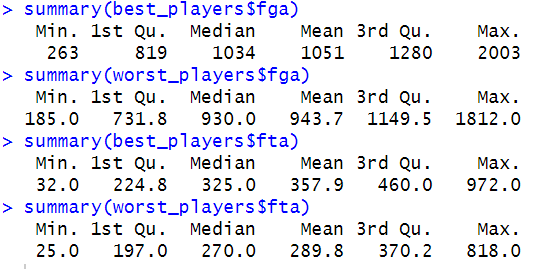 > summary(best_players$fga)
   Min. 1st Qu.  Median    Mean 3rd Qu.    Max.
    263     819    1034    1051    1280    2003
> summary(worst_players$fga)
   Min. 1st Qu.  Median    Mean 3rd Qu.    Max.
  185.0   731.8   930.0   943.7  1149.5  1812.0
> summary(best_players$fta)
   Min. 1st Qu.  Median    Mean 3rd Qu.    Max.
   32.0   224.8   325.0   357.9   460.0   972.0
> summary(worst_players$fta)
   Min. 1st Qu.  Median    Mean 3rd Qu.    Max.
   25.0   197.0   270.0   289.8   370.2   818.0